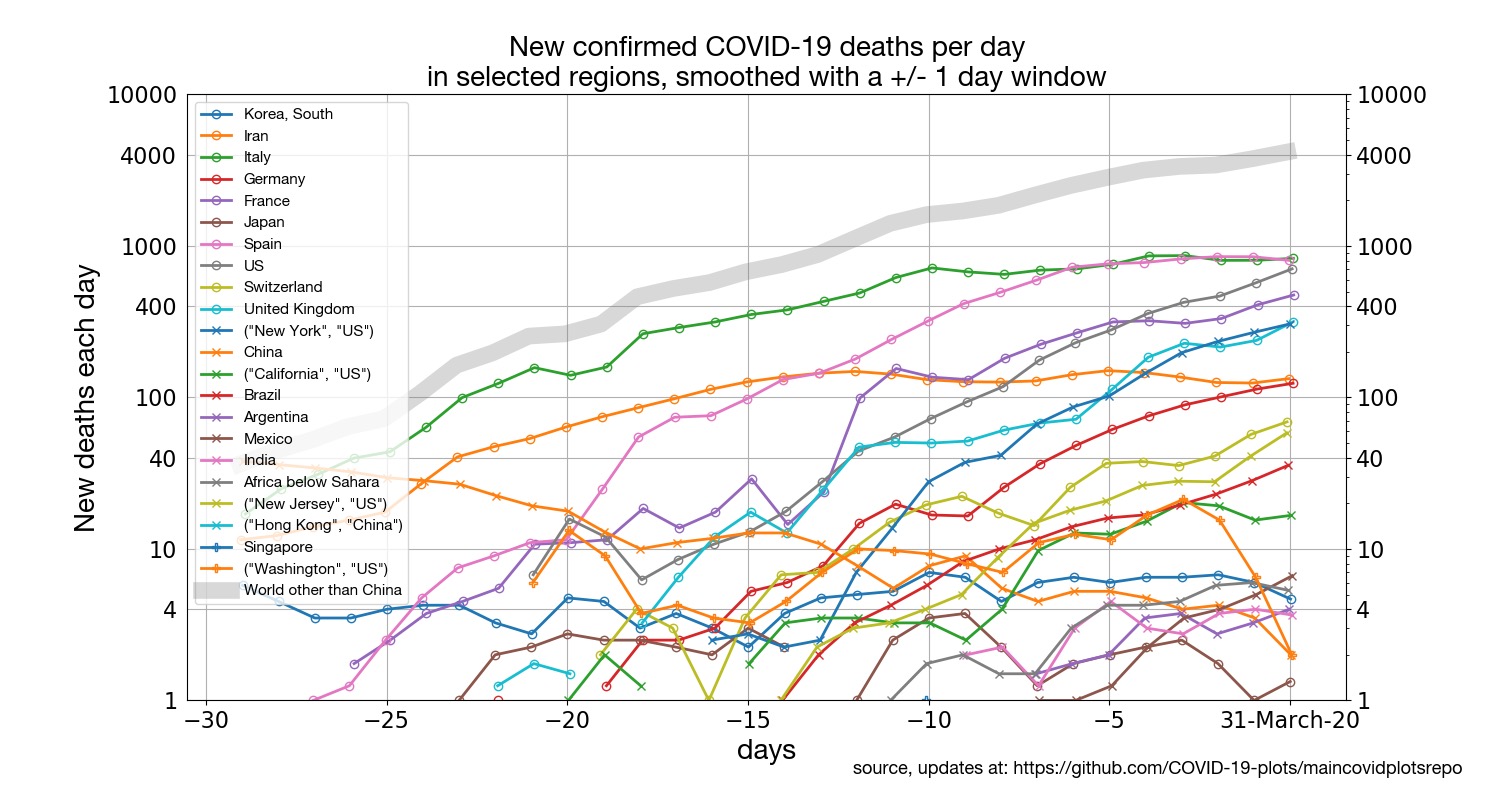 New confirmed COVID-19 deaths per day
in selected regions, smoothed with a +/- 1 day window
10000
4000
1000
400
100
40
10
4
1
New deaths each day
Korea, South
Iran
Italy
Germany
France
Japan
Spain
US
Switzerland
United Kingdom
("New York", "US")
China
("California", "US")
Brazil
Argentina
Mexico
India
Africa below Sahara
("New Jersey", "US")
("Hong Kong", "China")
Singapore
("Washington", "US")
World other than China
10000
4000
1000
400
100
40
10
4
1
−30 −25 −20 −15 −10 −5 31-March-20
days
source, updates at: https://github.com/COVID-19-plots/maincovidplotsrepo